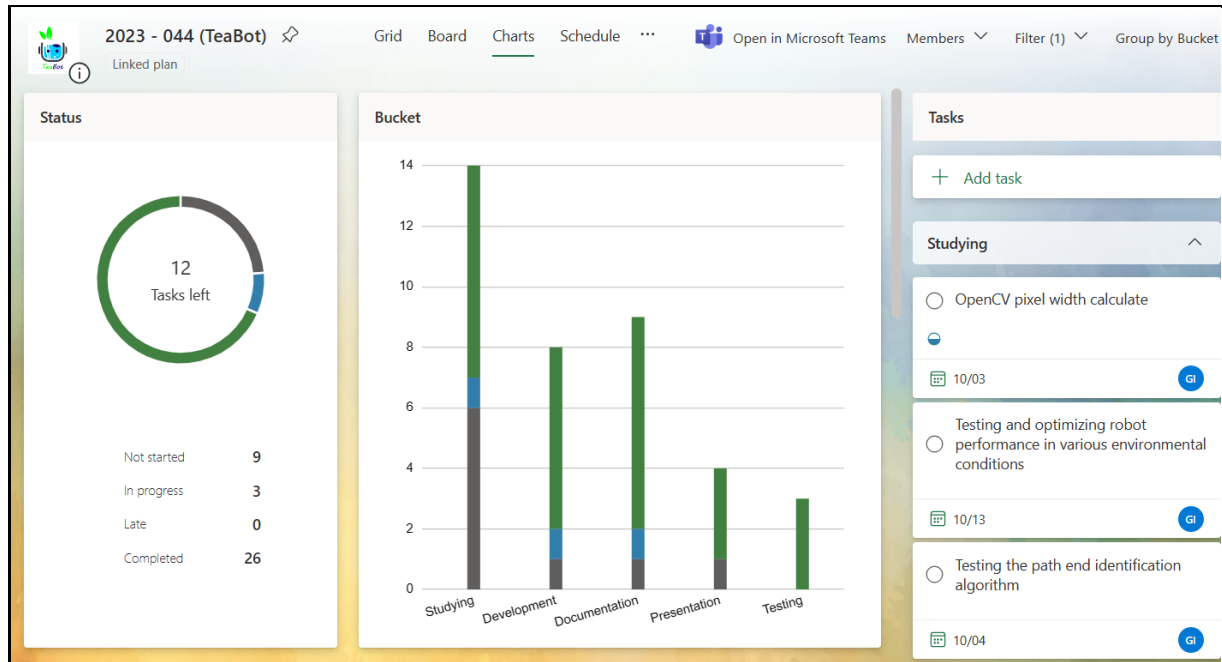 2023 - 044 (TeaBot)
Linked plan
TeaBot
Grid
Board
Charts
Schedule
···
Open in Microsoft Teams
Members
Filter (1)
Group by Bucket
Status
12
Tasks left
Not started 9
In progress 3
Late 0
Completed 26
Bucket
14
12
10
8
6
4
2
0
Studying
Development
Documentation
Presentation
Testing
Tasks
Add task
Studying
OpenCV pixel width calculate
10/03
GI
Testing and optimizing robot
performance in various environmental
conditions
10/13
GI
Testing the path end identification
algorithm
10/04
GI